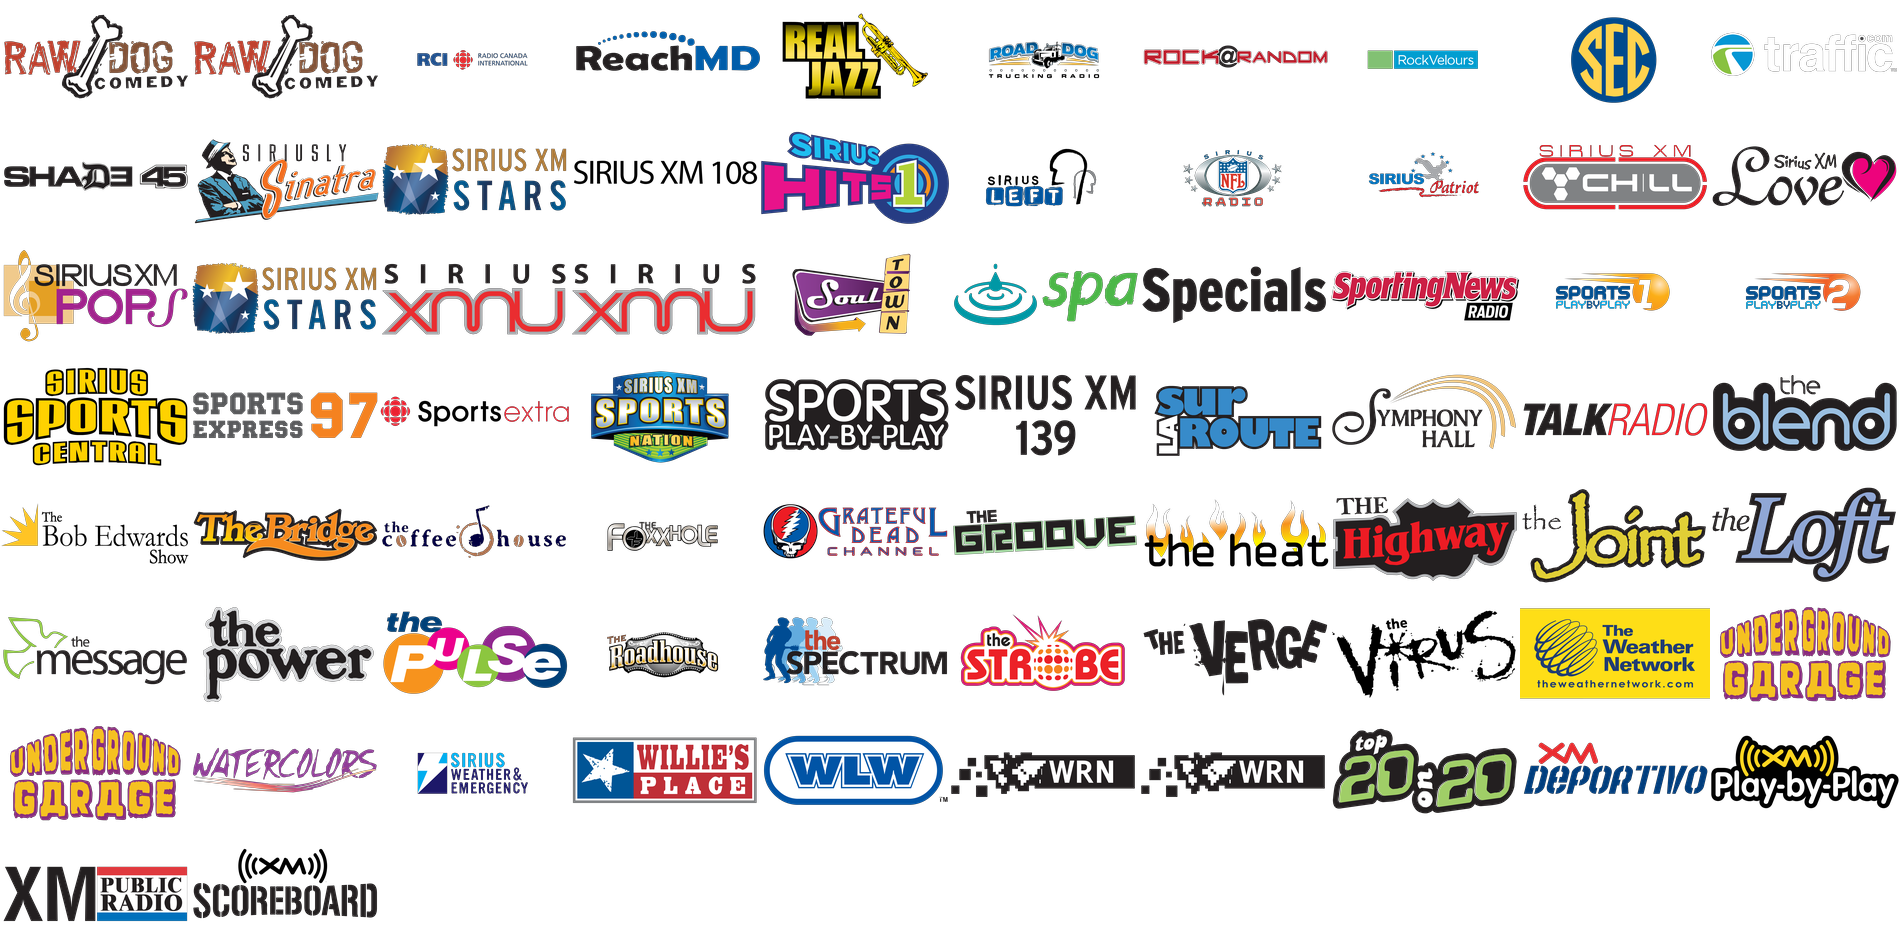 RAW DOG
COMEDY
RAW DOG
COMEDY
RCI RADIO CANADA
INTERNATIONAL
ReachMD
REAL
JAZZ
ROAD DOG
TRUCKING RADIO
ROCK@RANDOM
RockVelours
SEC
traffic.com
SHADE 45
SIRIUSLY
Sinatra
SIRIUS XM
STARS
SIRIUS XM 108
SIRIUS
HITS 1
SIRIUS
LEFT
SIRIUS
NFL
RADIO
SIRIUS
Patriot
SIRIUS XM
CHILL
Sirius XM
Love
SIRIUS XM
POPS
SIRIUS XM
STARS
SIRIUS
XMU
SIRIUS
XMU
Soul
TOWN
spa
Specials
SportingNews
RADIO
SPORTS 1
PLAYBYPLAY
SPORTS 2
PLAYBYPLAY
SIRIUS
SPORTS
CENTRAL
SPORTS
EXPRESS 97
Sportsextra
SIRIUS XM
SPORTS
NATION
SPORTS
PLAY-BY-PLAY
SIRIUS XM
139
sur
LA ROUTE
SYMPHONY
HALL
TALKRADIO
the
blend
The
Bob Edwards
Show
The Bridge
the
coffee house
THE
FOXXHOLE
GRATEFUL
DEAD
CHANNEL
THE
GROOVE
the heat
THE
Highway
the Joint
the Loft
the
message
the
power
the
PULSe
THE
Roadhouse
the
SPECTRUM
the
STROBE
THE VERGE
the
ViRUS
The
Weather
Network
theweathernetwork.com
UNDERGROUND
GARAGE
UNDERGROUND
GARAGE
WATERCOLORS
SIRIUS
WEATHER &
EMERGENCY
WILLIE'S
PLACE
WLW
TM
WRN
WRN
top
20 on 20
XM
DEPORTIVO
((XM))
Play-by-Play
XM PUBLIC
RADIO
((XM))
SCOREBOARD